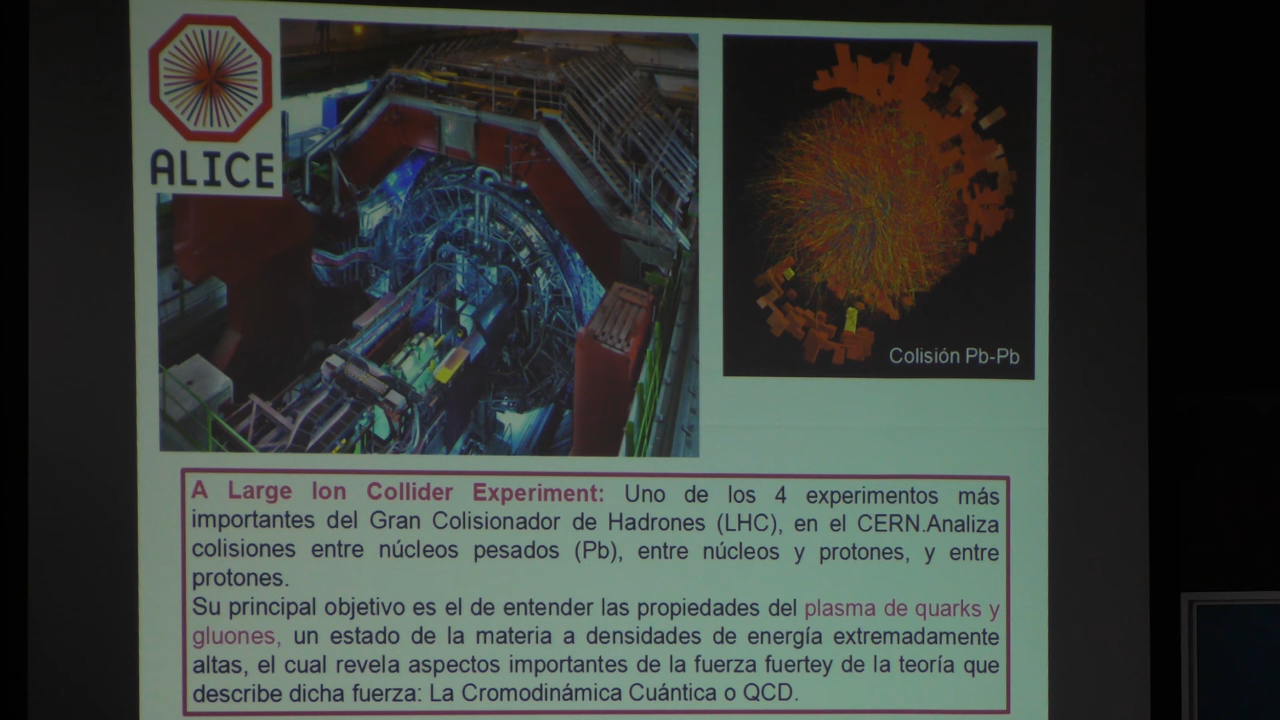 ALICE
Colisión Pb-Pb
A Large Ion Collider Experiment: Uno de los 4 experimentos más
importantes del Gran Colisionador de Hadrones (LHC), en el CERN.Analiza
colisiones entre núcleos pesados (Pb), entre núcleos y protones, y entre
protones.
Su principal objetivo es el de entender las propiedades del plasma de quarks y
gluones, un estado de la materia a densidades de energía extremadamente
altas, el cual revela aspectos importantes de la fuerza fuertey de la teoría que
describe dicha fuerza: La Cromodinámica Cuántica o QCD.